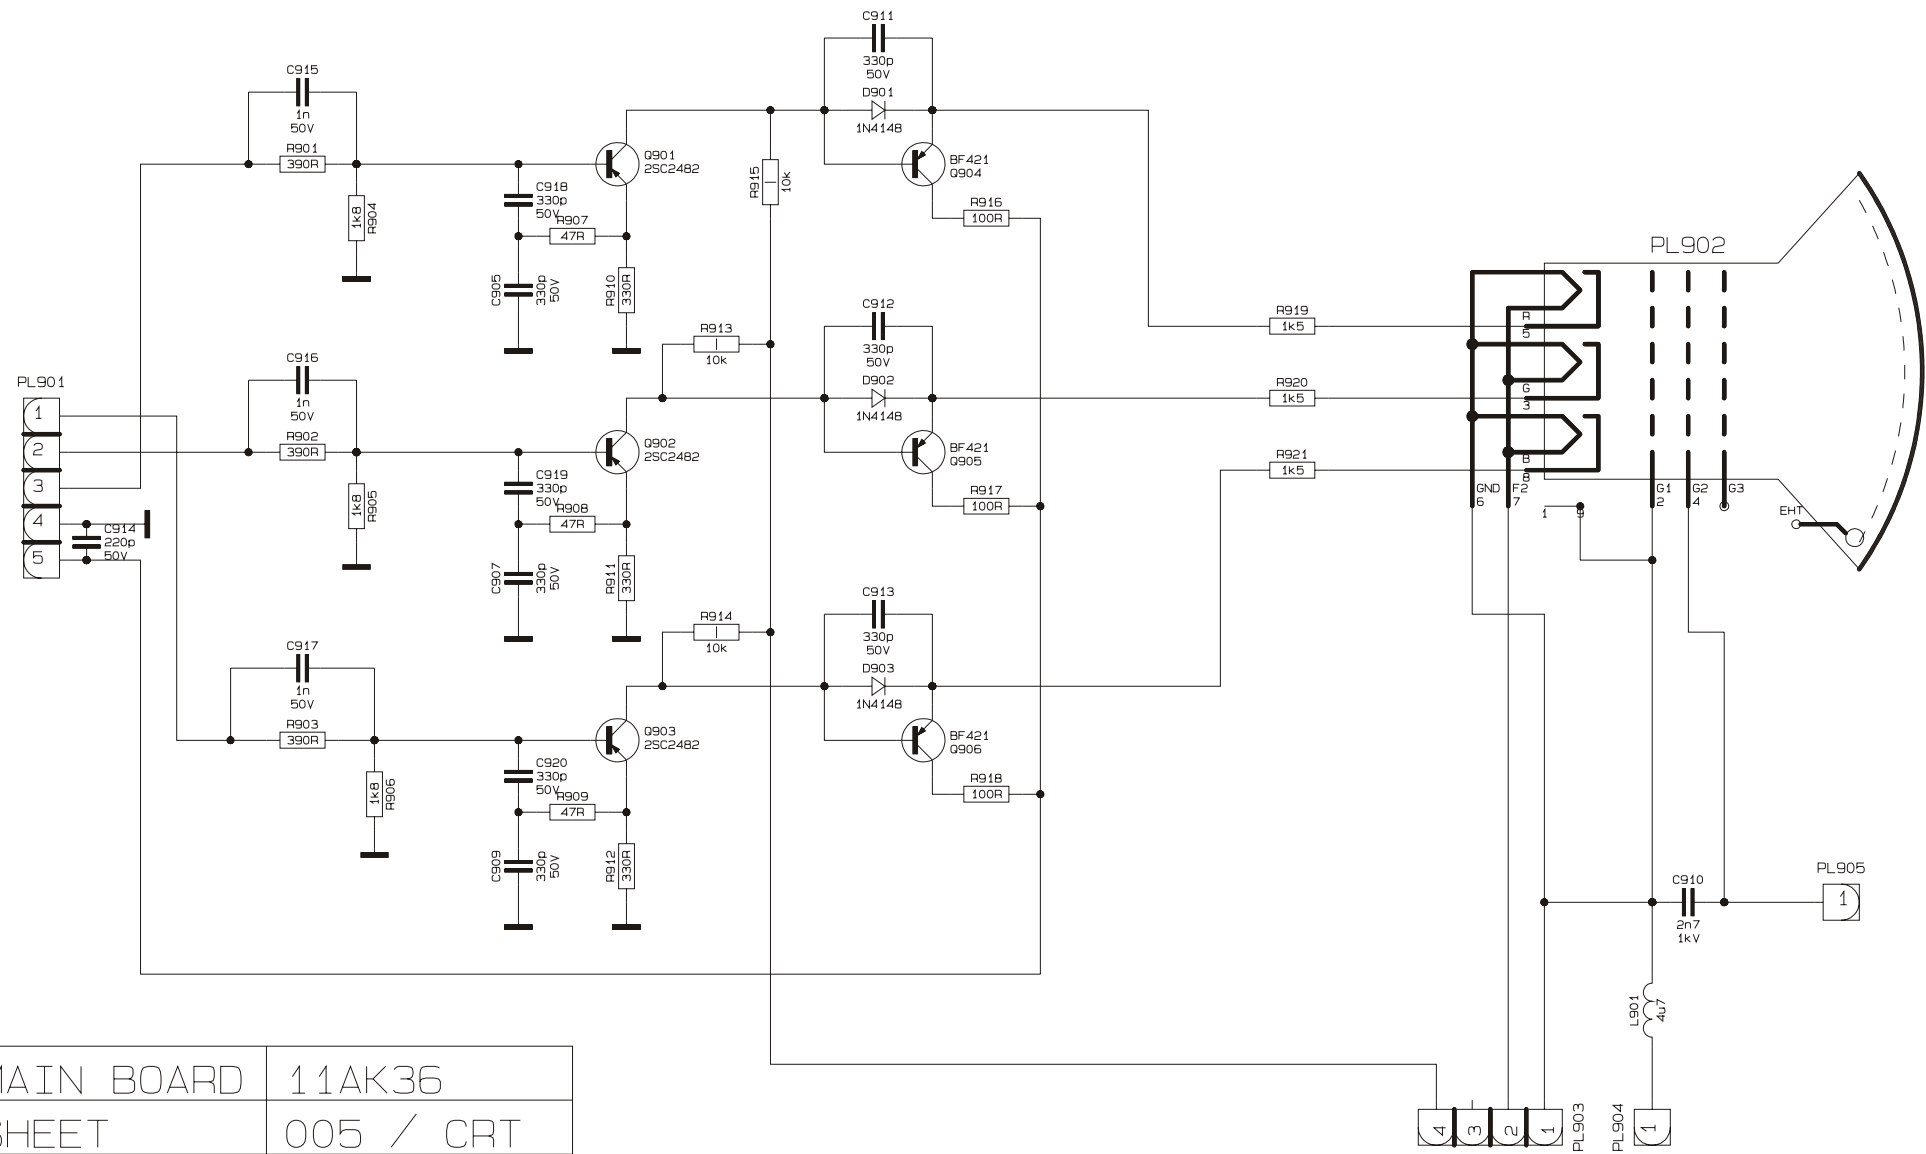 C911
330p
50V
D901
1N4148
C915
1n
50V
R901
390R
Q901
2SC2482
BF421
Q904
R915
10k
C918
330p
50V
R907
47R
1k8
R904
R916
100R
PL902
C905
330p
50V
R910
330R
C912
330p
50V
D902
1N4148
R913
10k
R919
1k5
R
5
C916
1n
50V
R902
390R
PL901
1
2
3
4
5
C914
220p
50V
R920
1k5
G
3
Q902
2SC2482
BF421
Q905
R921
1k5
B
8
C919
330p
50V
R908
47R
1k8
R905
R917
100R
GND
6
F2
7
1
9
G1
2
G2
4
G3
EHT
C907
330p
50V
R911
330R
C913
330p
50V
D903
1N4148
R914
10k
C917
1n
50V
R903
390R
Q903
2SC2482
BF421
Q906
C920
330p
50V
R909
47R
1k8
R906
R918
100R
C909
330p
50V
R912
330R
C910
2n7
1kV
PL905
1
L901
4u7
MAIN BOARD 11AK36
SHEET 005 / CRT
4
3
2
1
PL903
PL904
1